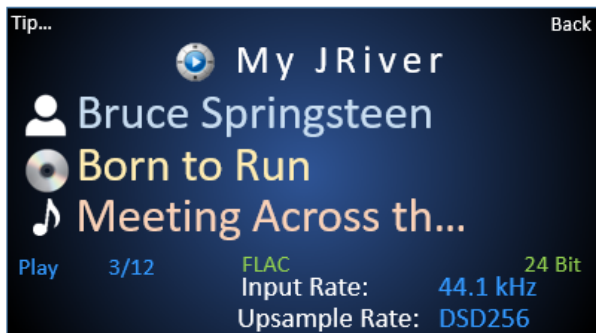 Tip... Back
My JRiver
Bruce Springsteen
Born to Run
Meeting Across th...
Play 3/12 FLAC 24 Bit
Input Rate: 44.1 kHz
Upsample Rate: DSD256